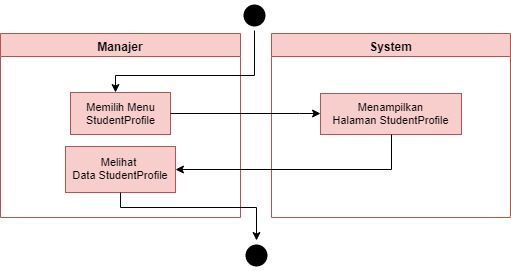 Manajer
System
Memilih Menu
StudentProfile
Menampilkan
Halaman StudentProfile
Melihat
Data StudentProfile